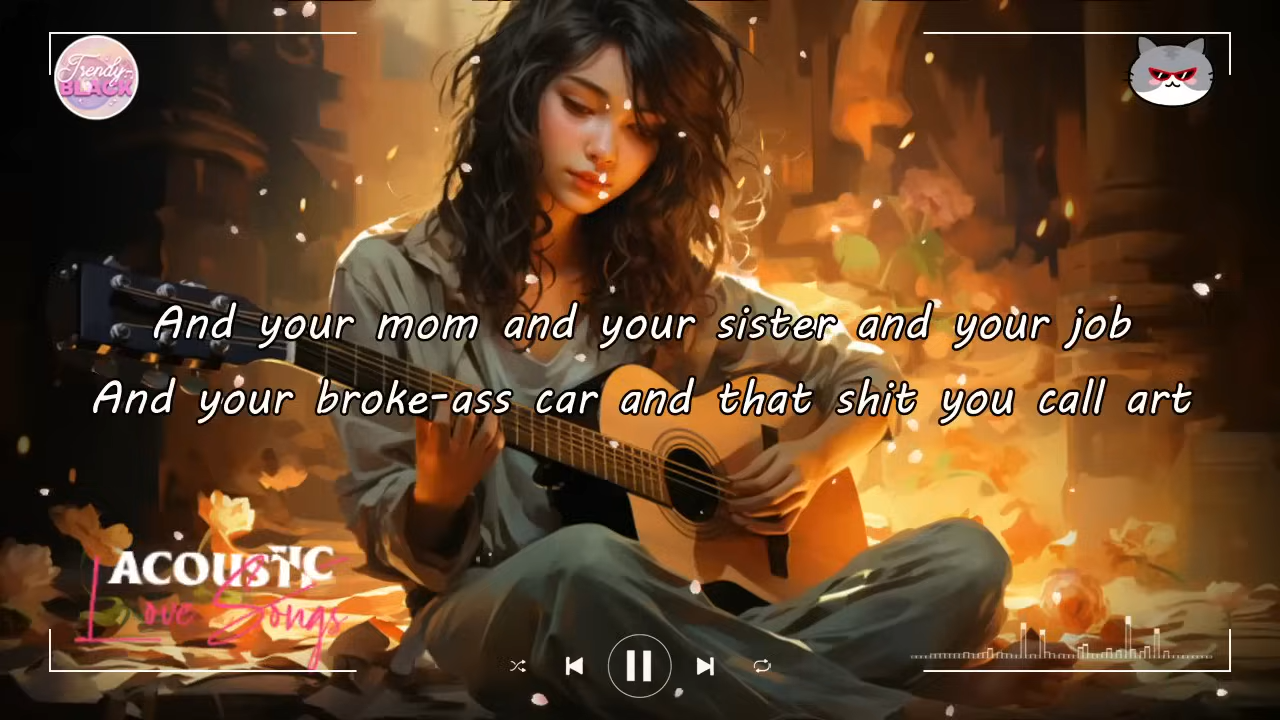 Trendy
BLACK
And your mom and your sister and your job
And your broke-ass car and that shit you call art
ACOUSTIC
Love Songs